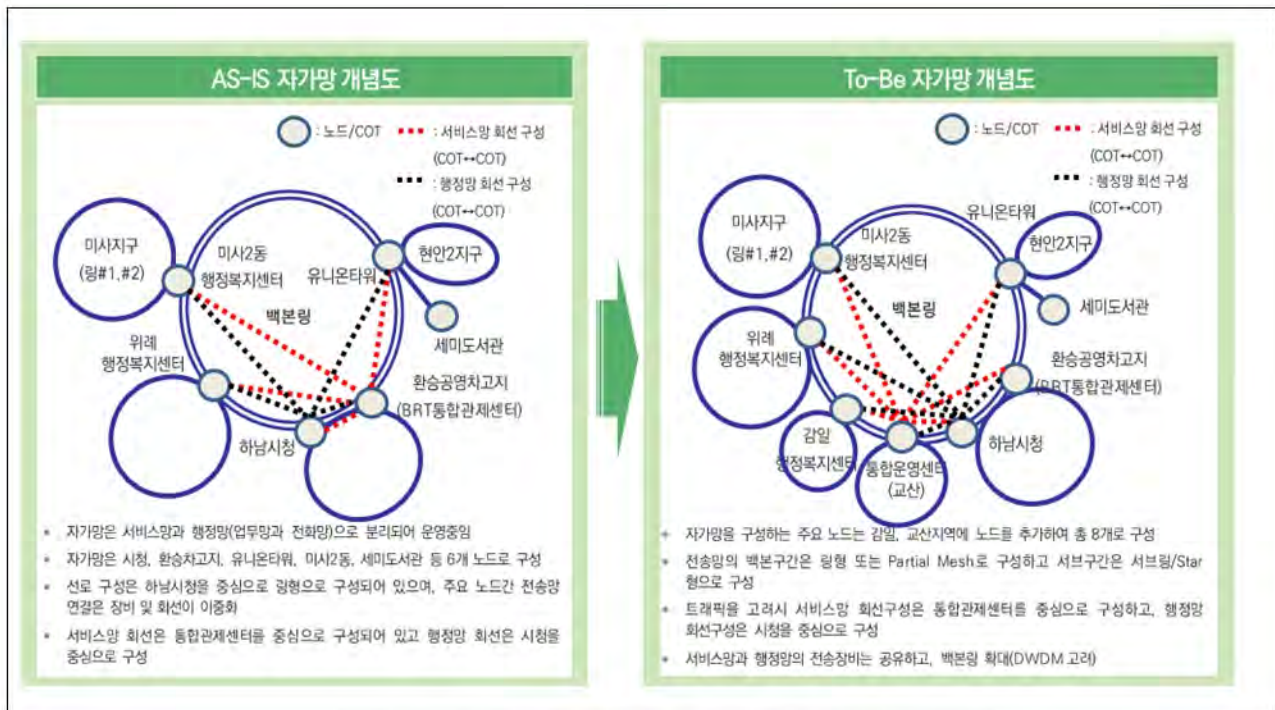 AS-IS 자가망 개념도
: 노드/COT
: 서비스망 회선 구성
(COT↔COT)
: 행정망 회선 구성
(COT↔COT)
미사지구
(링#1,#2)
미사2동
행정복지센터
유니온타워
현안2지구
백본링
세미도서관
위례
행정복지센터
환승공영차고지
(BRT통합관제센터)
하남시청
• 자가망은 서비스망과 행정망(업무망과 전화망)으로 분리되어 운영중임
• 자가망은 시청, 환승차고지, 유니온타워, 미사2동, 세미도서관 등 6개 노드로 구성
• 선로 구성은 하남시청을 중심으로 링형으로 구성되어 있으며, 주요 노드간 전송망
연결은 장비 및 회선이 이중화
• 서비스망 회선은 통합관제센터를 중심으로 구성되어 있고 행정망 회선은 시청을
중심으로 구성
To-Be 자가망 개념도
: 노드/COT
: 서비스망 회선 구성
(COT↔COT)
: 행정망 회선 구성
(COT↔COT)
미사지구
(링#1,#2)
미사2동
행정복지센터
유니온타워
현안2지구
백본링
세미도서관
위례
행정복지센터
환승공영차고지
(BRT통합관제센터)
감일
행정복지센터
통합운영센터
(교산)
하남시청
• 자가망을 구성하는 주요 노드는 감일, 교산지역에 노드를 추가하여 총 8개로 구성
• 전송망의 백본구간은 링형 또는 Partial Mesh로 구성하고 서브구간은 서브링/Star
형으로 구성
• 트래픽을 고려시 서비스망 회선구성은 통합관제센터를 중심으로 구성하고, 행정망
회선구성은 시청을 중심으로 구성
• 서비스망과 행정망의 전송장비는 공유하고, 백본링 확대(DWDM 고려)